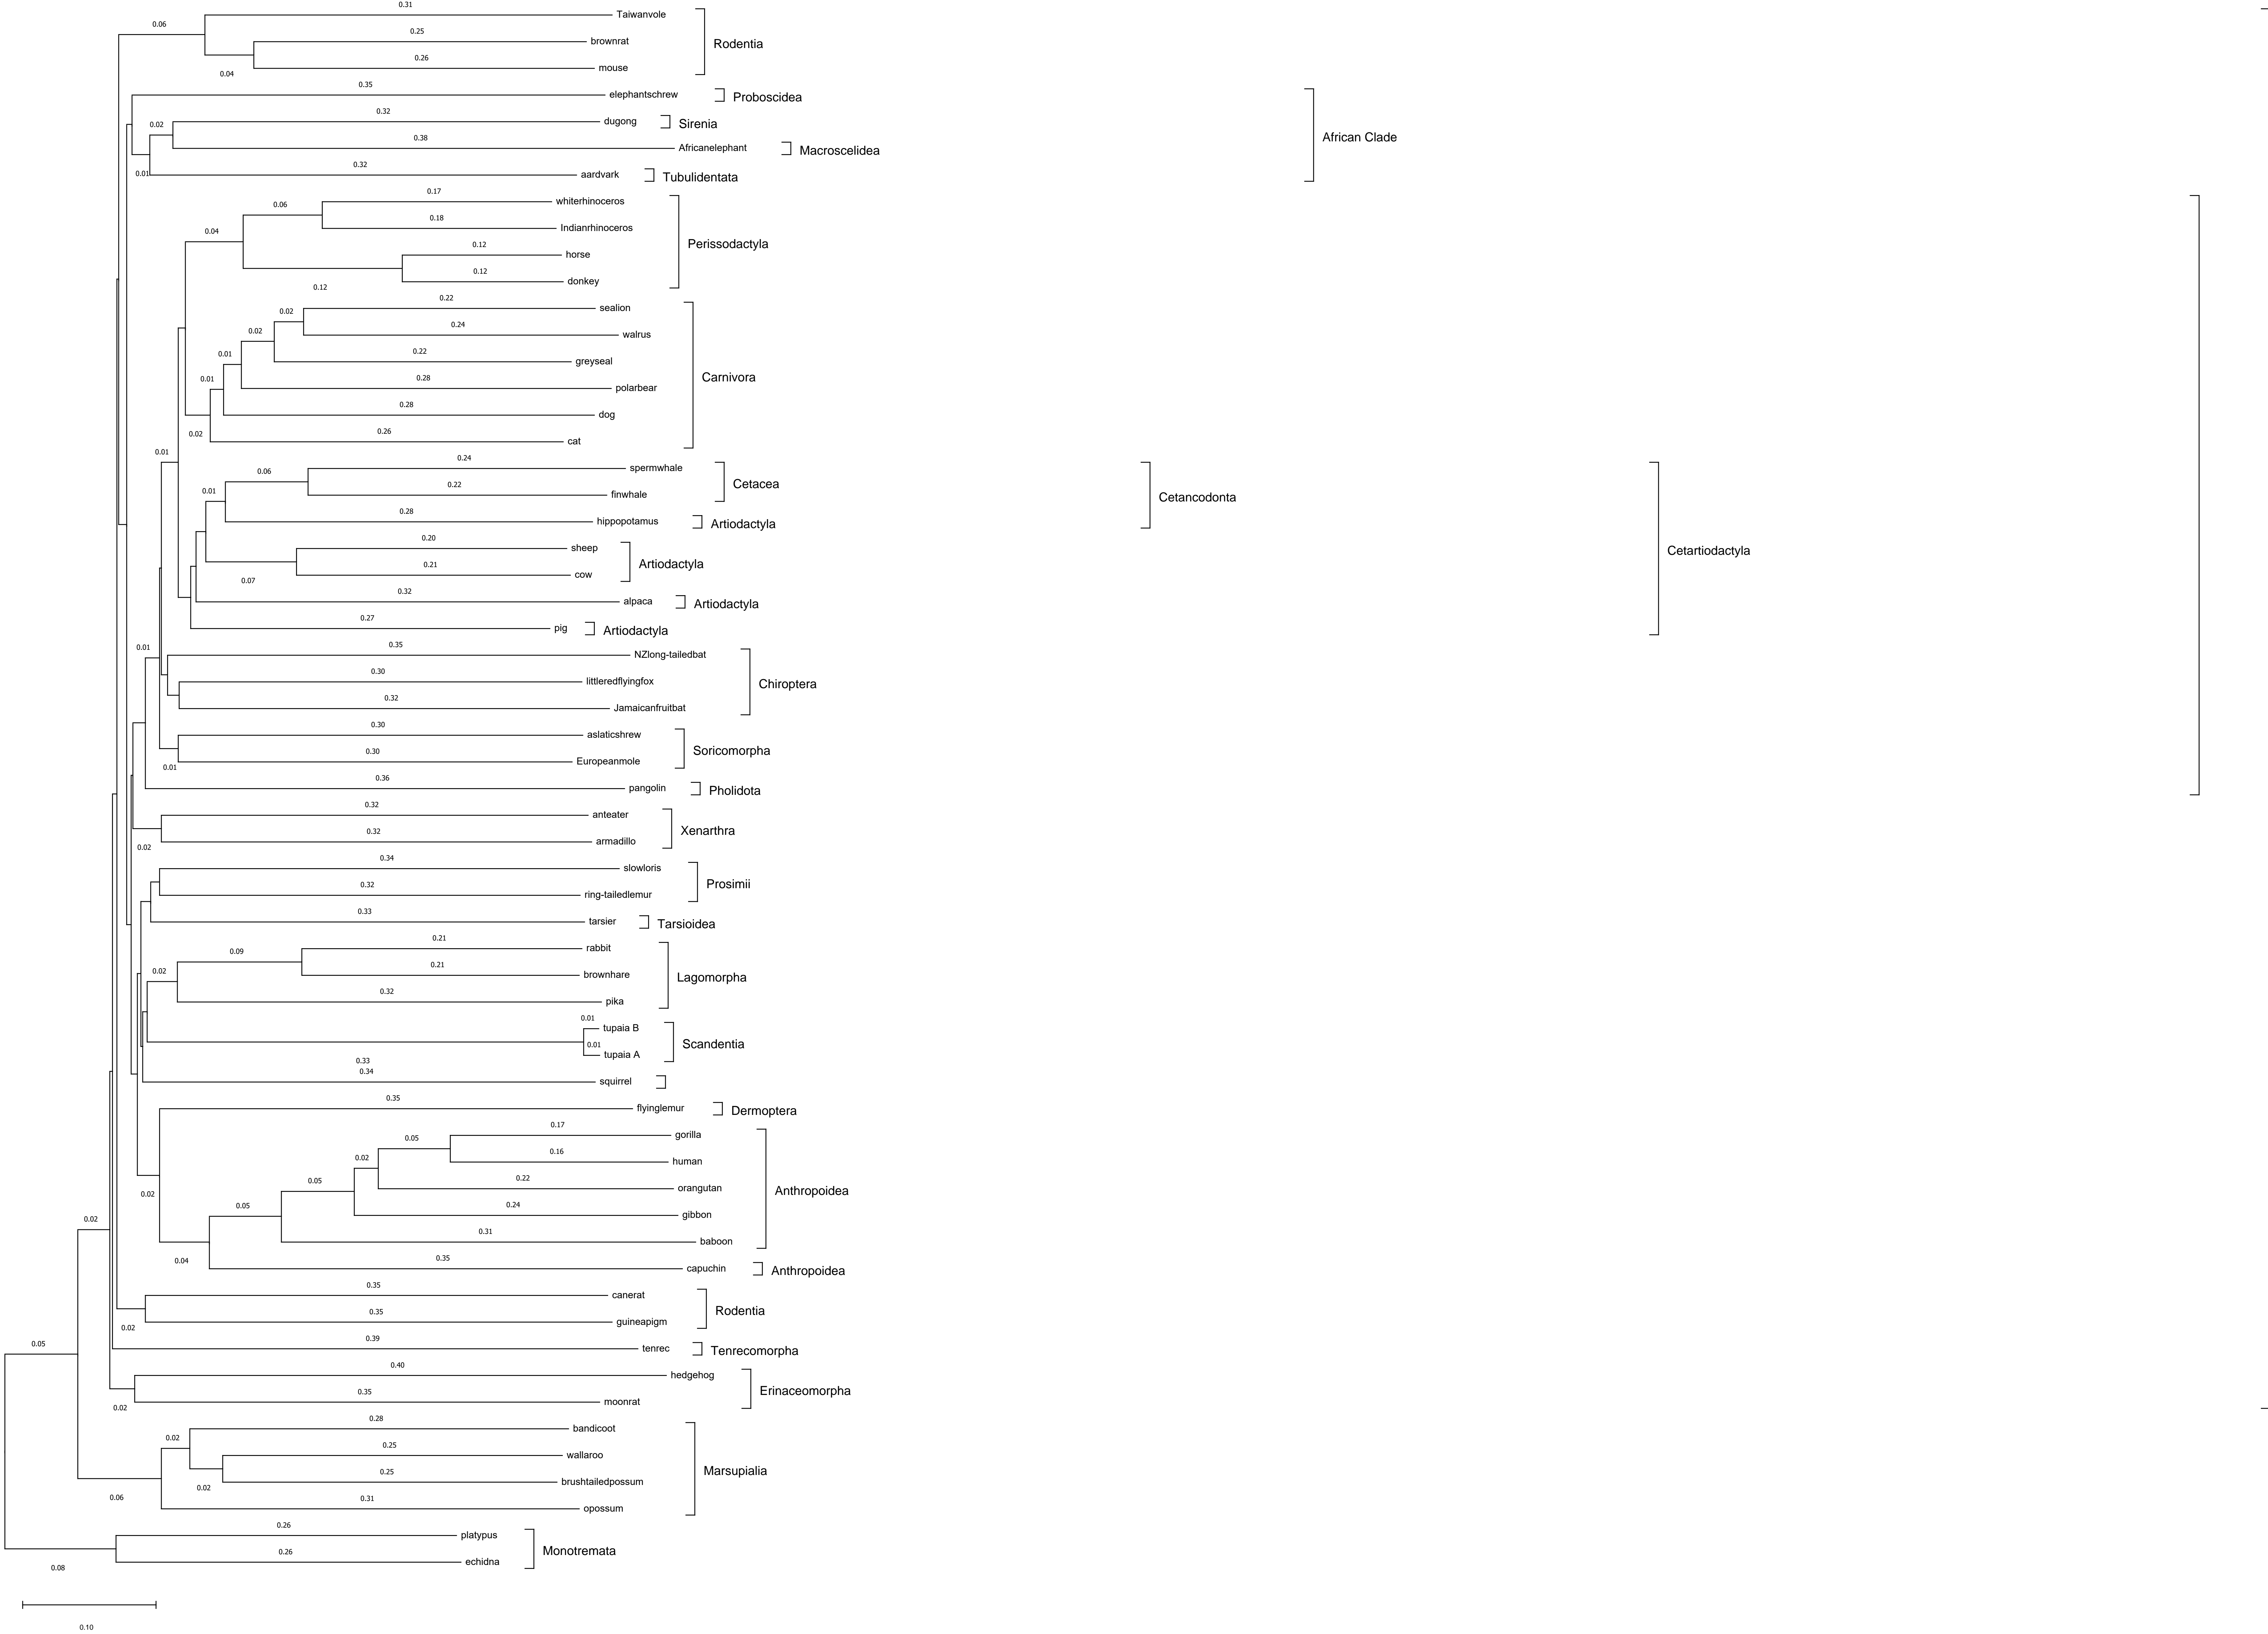 0.31
Taiwanvole
0.06
0.25
brownrat
Rodentia
0.26
mouse
0.04
0.35
elephantschrew
Proboscidea
0.32
dugong
Sirenia
0.02
0.38
Africanelephant
Macroscelidea
African Clade
0.32
aardvark
Tubulidentata
0.01
0.17
whiterhinoceros
0.06
0.18
Indianrhinoceros
0.04
Perissodactyla
0.12
horse
0.12
donkey
0.12
0.22
sealion
0.02
0.24
walrus
0.02
0.22
greyseal
0.01
Carnivora
0.28
polarbear
0.01
0.28
dog
0.02
0.26
cat
0.01
0.24
spermwhale
0.06
Cetacea
0.22
finwhale
0.01
Cetancodonta
0.28
hippopotamus
Artiodactyla
0.20
sheep
Cetartiodactyla
Artiodactyla
0.21
cow
0.07
0.32
alpaca
Artiodactyla
0.27
pig
Artiodactyla
0.01
0.35
NZlong-tailedbat
0.30
littleredflyingfox
Chiroptera
0.32
Jamaicanfruitbat
0.30
aslaticshrew
Soricomorpha
0.30
Europeanmole
0.01
0.36
pangolin
Pholidota
0.32
anteater
Xenarthra
0.32
armadillo
0.02
0.34
slowloris
Prosimii
0.32
ring-tailedlemur
0.33
tarsier
Tarsioidea
0.21
rabbit
0.09
0.21
brownhare
Lagomorpha
0.02
0.32
pika
0.01
tupaia B
Scandentia
0.01
tupaia A
0.33
0.34
squirrel
0.35
flyinglemur
Dermoptera
0.17
gorilla
0.05
0.16
human
0.02
0.22
orangutan
Anthropoidea
0.05
0.02
0.24
gibbon
0.05
0.31
baboon
0.02
0.04
0.35
capuchin
Anthropoidea
0.35
canerat
Rodentia
0.35
guineapigm
0.02
0.39
tenrec
Tenrecomorpha
0.05
0.40
hedgehog
Erinaceomorpha
0.35
moonrat
0.02
0.28
bandicoot
0.02
0.25
wallaroo
Marsupialia
0.25
brushtailedpossum
0.02
0.06
0.31
opossum
0.26
platypus
Monotremata
0.26
echidna
0.08
0.10